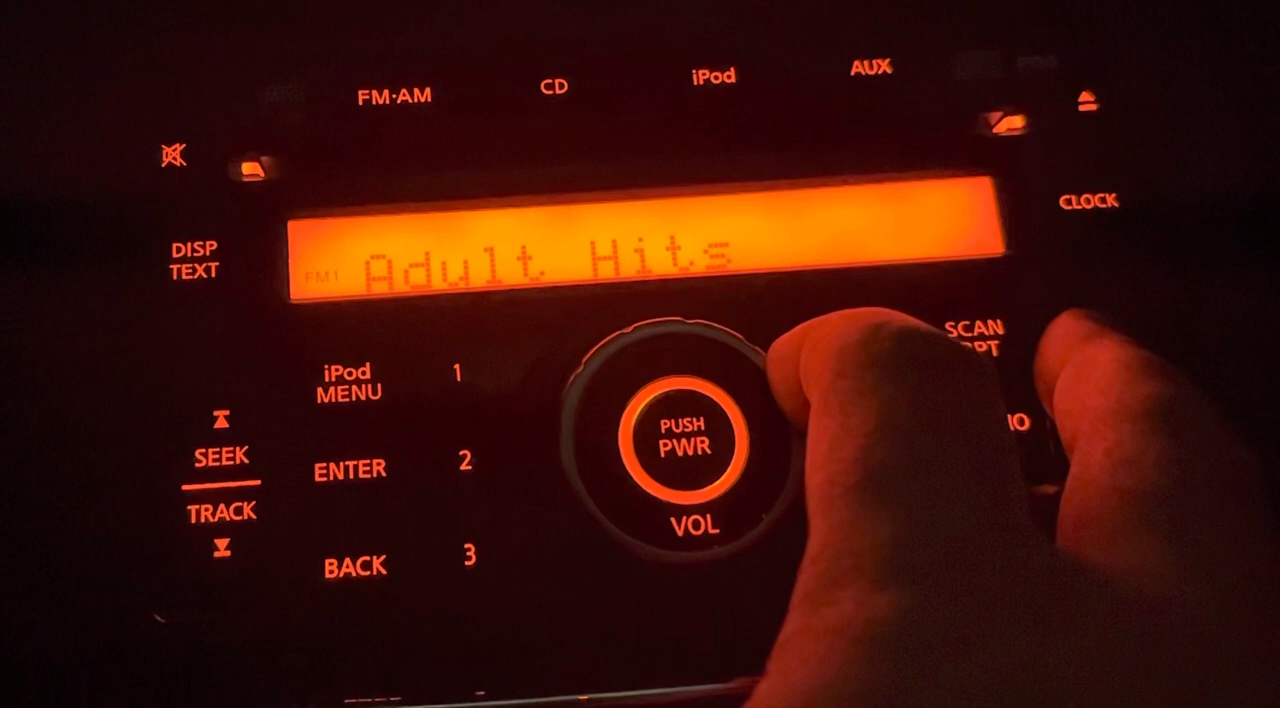 FM·AM
CD
iPod
AUX
DISP
TEXT
CLOCK
FM1
Adult Hits
SCAN
iPod
MENU
1
SEEK
TRACK
ENTER
2
BACK
3
PUSH
PWR
VOL